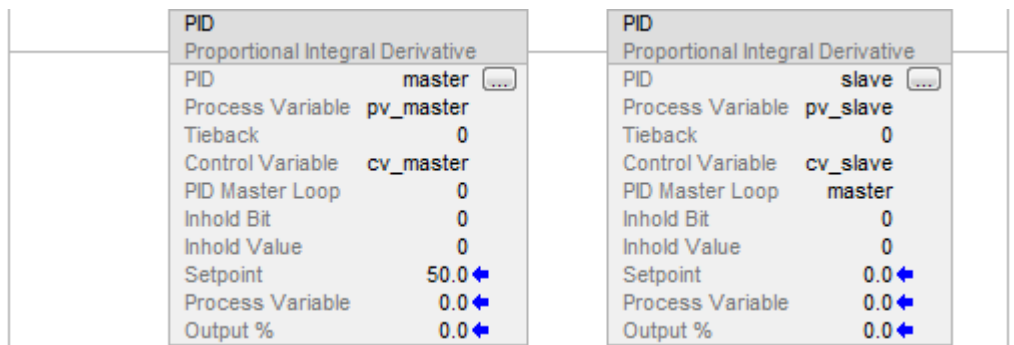 PID
Proportional Integral Derivative
PID master ...
Process Variable pv_master
Tieback 0
Control Variable cv_master
PID Master Loop 0
Inhold Bit 0
Inhold Value 0
Setpoint 50.0
Process Variable 0.0
Output % 0.0
PID
Proportional Integral Derivative
PID slave ...
Process Variable pv_slave
Tieback 0
Control Variable cv_slave
PID Master Loop master
Inhold Bit 0
Inhold Value 0
Setpoint 0.0
Process Variable 0.0
Output % 0.0